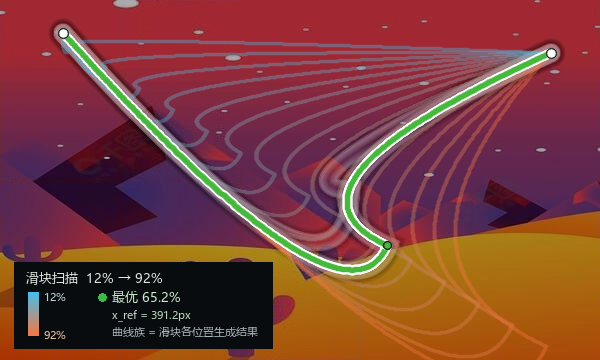 滑块扫描 12% → 92%
12%
最优 65.2%
x_ref = 391.2px
92%
曲线族 = 滑块各位置生成结果